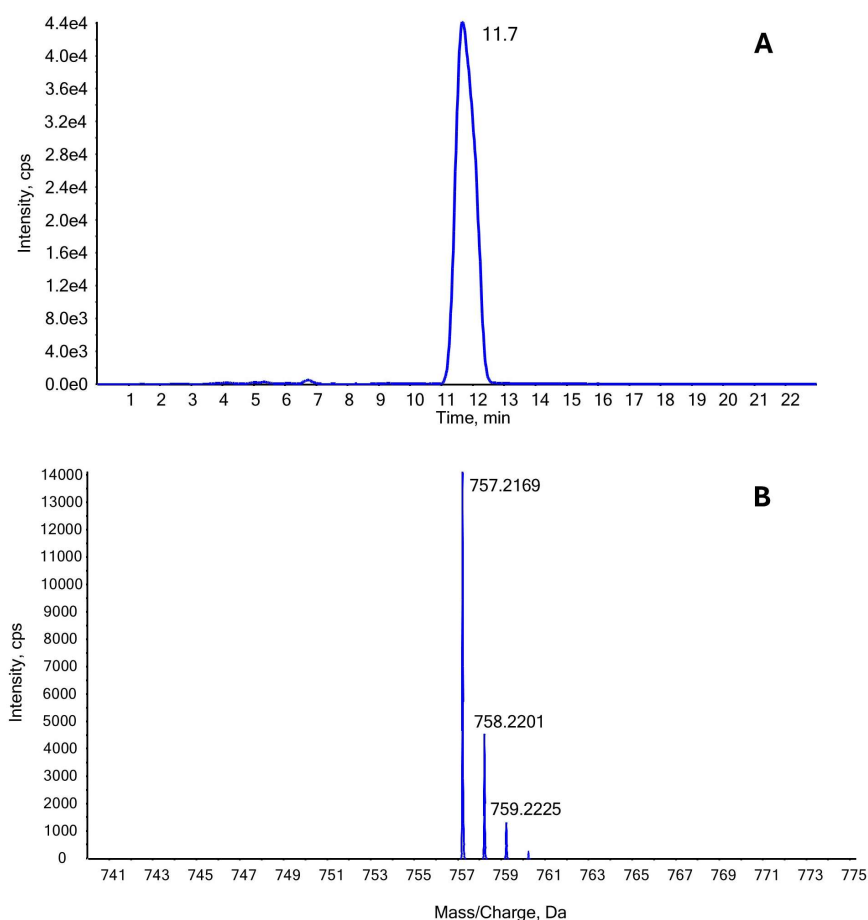 4.4e4
11.7
A
4.0e4
3.6e4
3.2e4
2.8e4
2.4e4
2.0e4
1.6e4
1.2e4
8.0e3
4.0e3
0.0e0
Intensity, cps
1 2 3 4 5 6 7 8 9 10 11 12 13 14 15 16 17 18 19 20 21 22
Time, min
14000
757.2169
B
13000
12000
11000
10000
9000
8000
7000
6000
5000
758.2201
4000
3000
2000
759.2225
1000
0
Intensity, cps
741 743 745 747 749 751 753 755 757 759 761 763 765 767 769 771 773 775
Mass/Charge, Da